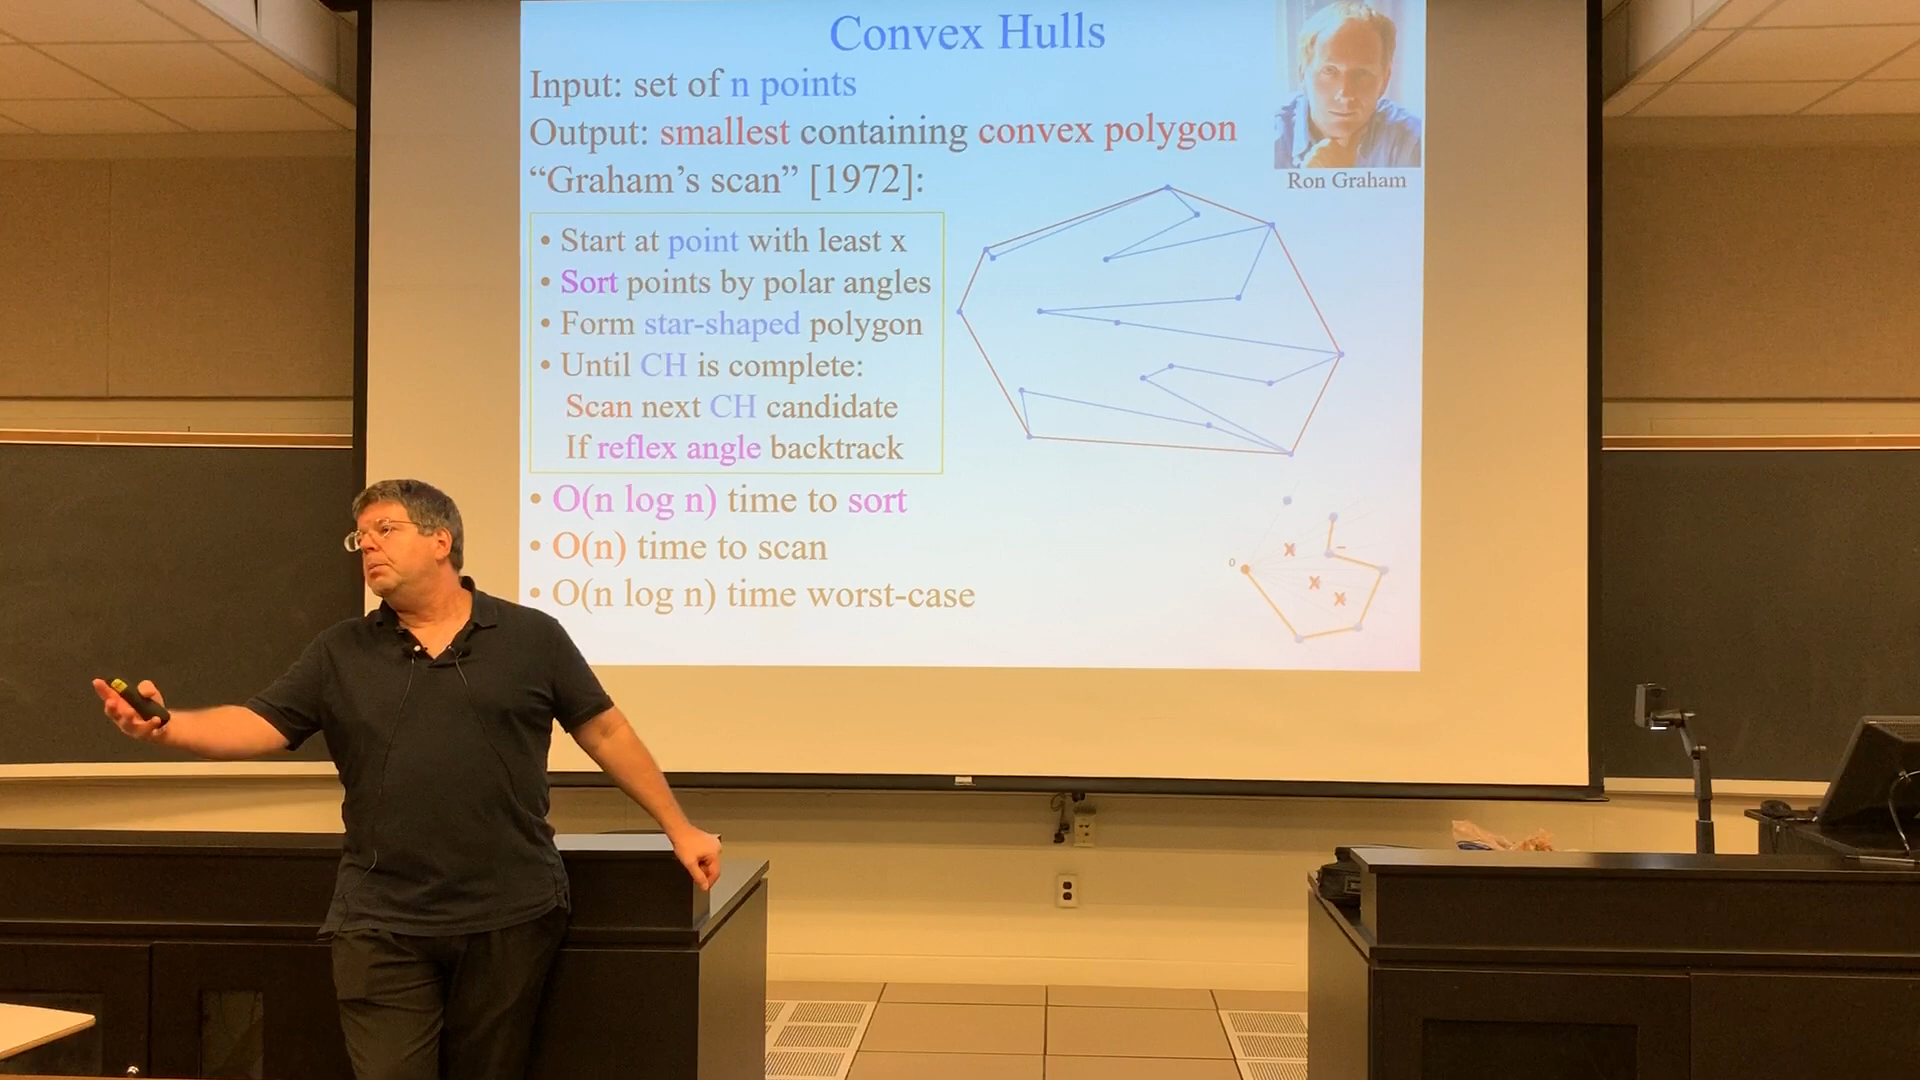 Convex Hulls
Input: set of n points
Output: smallest containing convex polygon
“Graham’s scan” [1972]:
Ron Graham
• Start at point with least x
• Sort points by polar angles
• Form star-shaped polygon
• Until CH is complete:
Scan next CH candidate
If reflex angle backtrack
• O(n log n) time to sort
• O(n) time to scan
• O(n log n) time worst-case
0
x
x
x